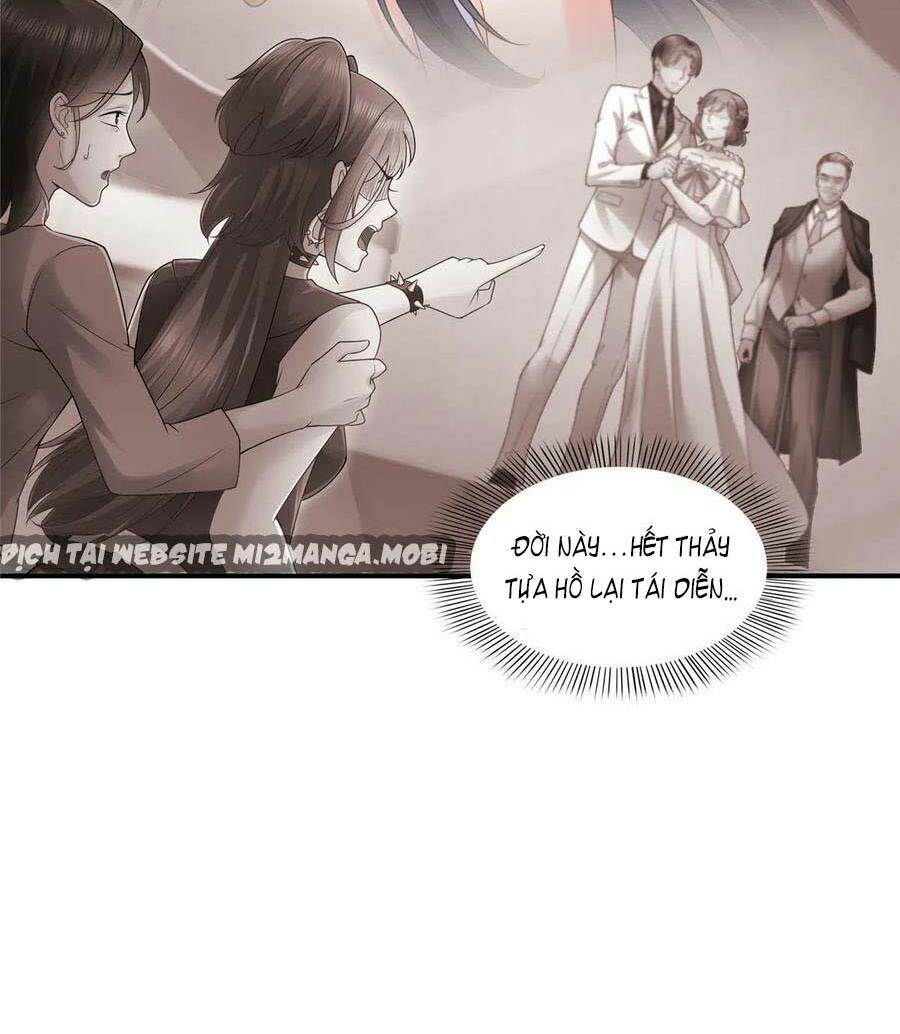 DỊCH TẠI WEBSITE MI2MANGA.MOBI
ĐỜI NÀY...HẾT THẢY
TỰA HỒ LẠI TÁI DIỄN...